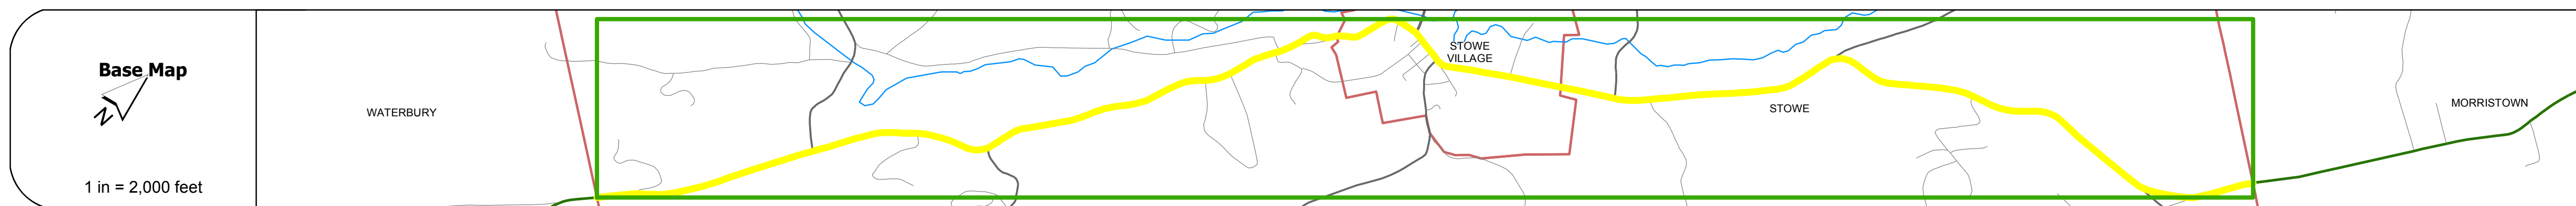 Base Map
N
1 in = 2,000 feet
WATERBURY
STOWE
VILLAGE
STOWE
MORRISTOWN